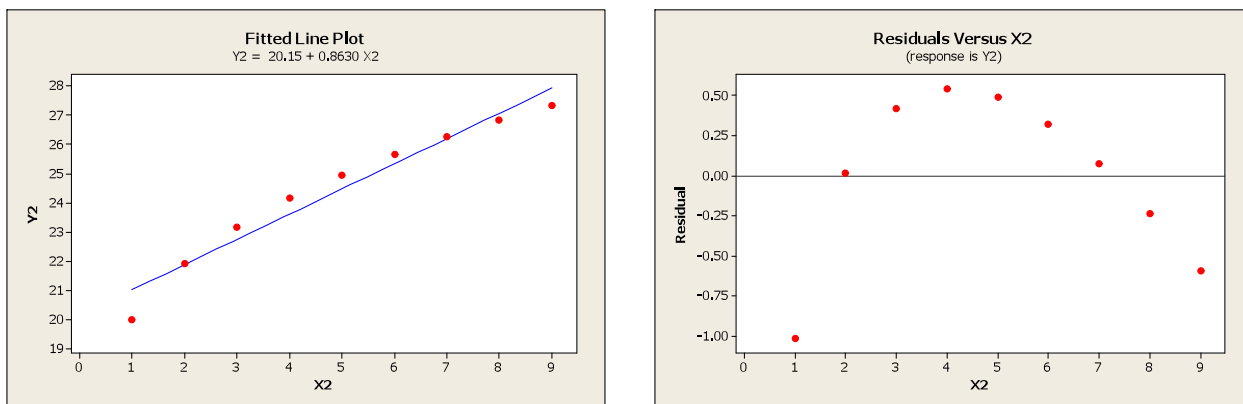 Fitted Line Plot
Y2 = 20.15 + 0.8630 X2
28
27
26
25
24
23
22
21
20
19
Y2
0 1 2 3 4 5 6 7 8 9
X2
Residuals Versus X2
(response is Y2)
0.50
0.25
0.00
-0.25
-0.50
-0.75
-1.00
Residual
0 1 2 3 4 5 6 7 8 9
X2